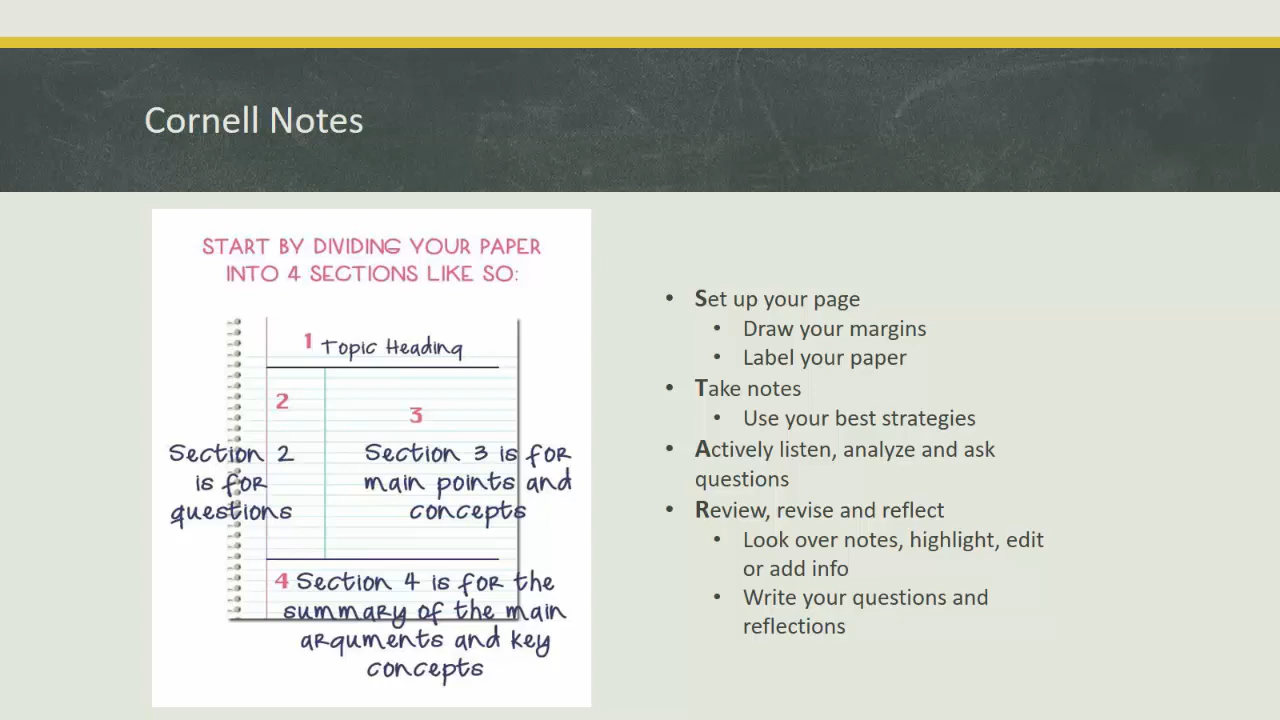 Cornell Notes
START BY DIVIDING YOUR PAPER
INTO 4 SECTIONS LIKE SO:
1 Topic Heading
2
3
Section 2
is for
questions
Section 3 is for
main points and
concepts
4 Section 4 is for the
summary of the main
arguments and key
concepts
• Set up your page
• Draw your margins
• Label your paper
• Take notes
• Use your best strategies
• Actively listen, analyze and ask
questions
• Review, revise and reflect
• Look over notes, highlight, edit
or add info
• Write your questions and
reflections